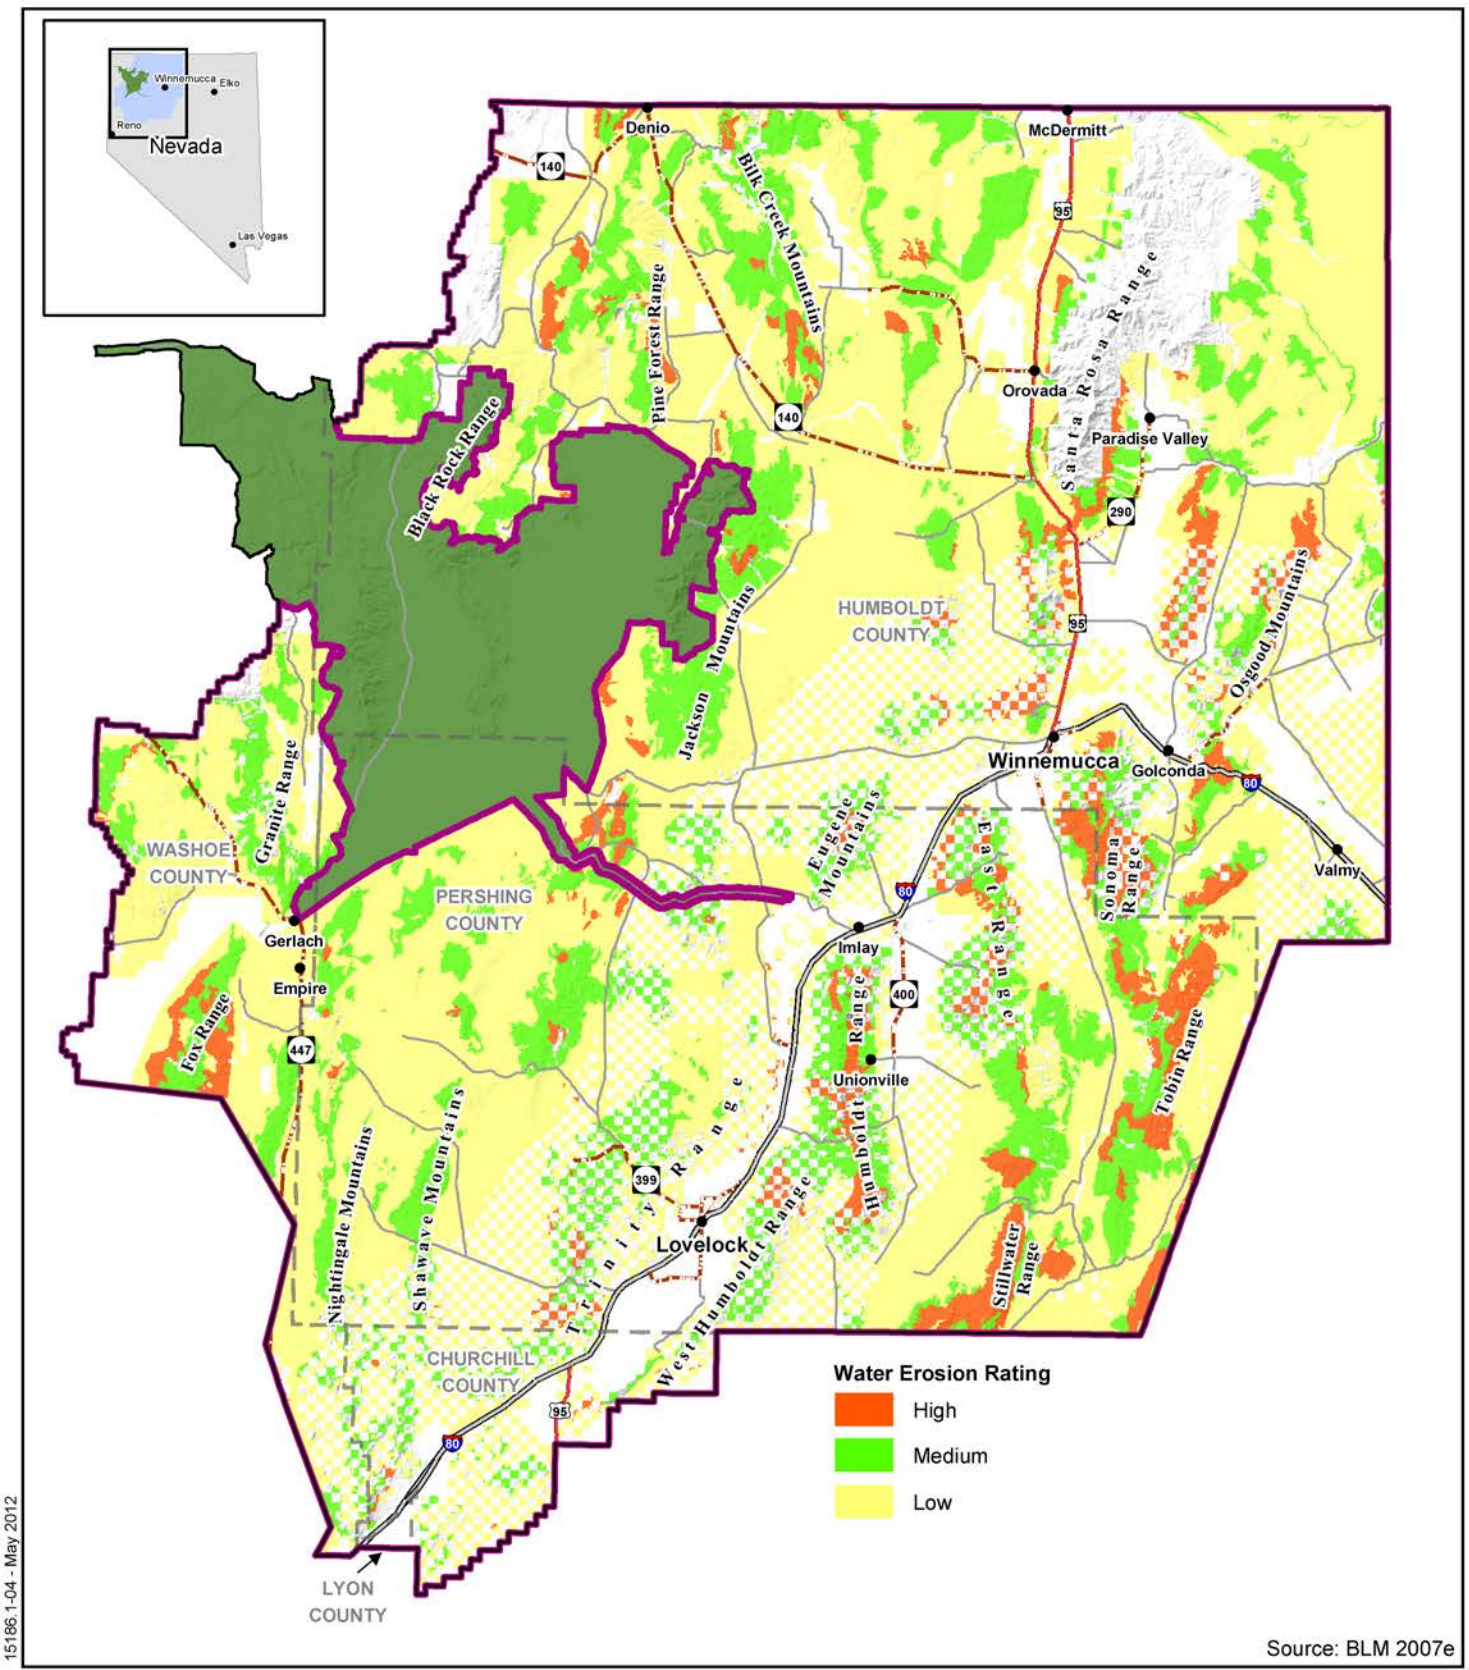 Winnemucca
Elko
Reno
Nevada
Las Vegas
Denio
McDermitt
140
95
Bilk Creek Mountains
Pine Forest Range
Santa Rosa Range
Orovada
140
Paradise Valley
Black Rock Range
290
HUMBOLDT
COUNTY
95
Osgood Mountains
Jackson Mountains
Granite Range
Winnemucca
Golconda
80
Eugene
Mountains
WASHOE
COUNTY
East Range
Sonoma
Range
Valmy
80
PERSHING
COUNTY
Gerlach
Imlay
Empire
400
Fox Range
447
Humboldt Range
Unionville
Tobin Range
Nightingale Mountains
Shawave Mountains
Trinity Range
399
Lovelock
West Humboldt Range
Stillwater
Range
CHURCHILL
COUNTY
95
80
LYON
COUNTY
Water Erosion Rating
High
Medium
Low
15186.1-04 - May 2012
Source: BLM 2007e